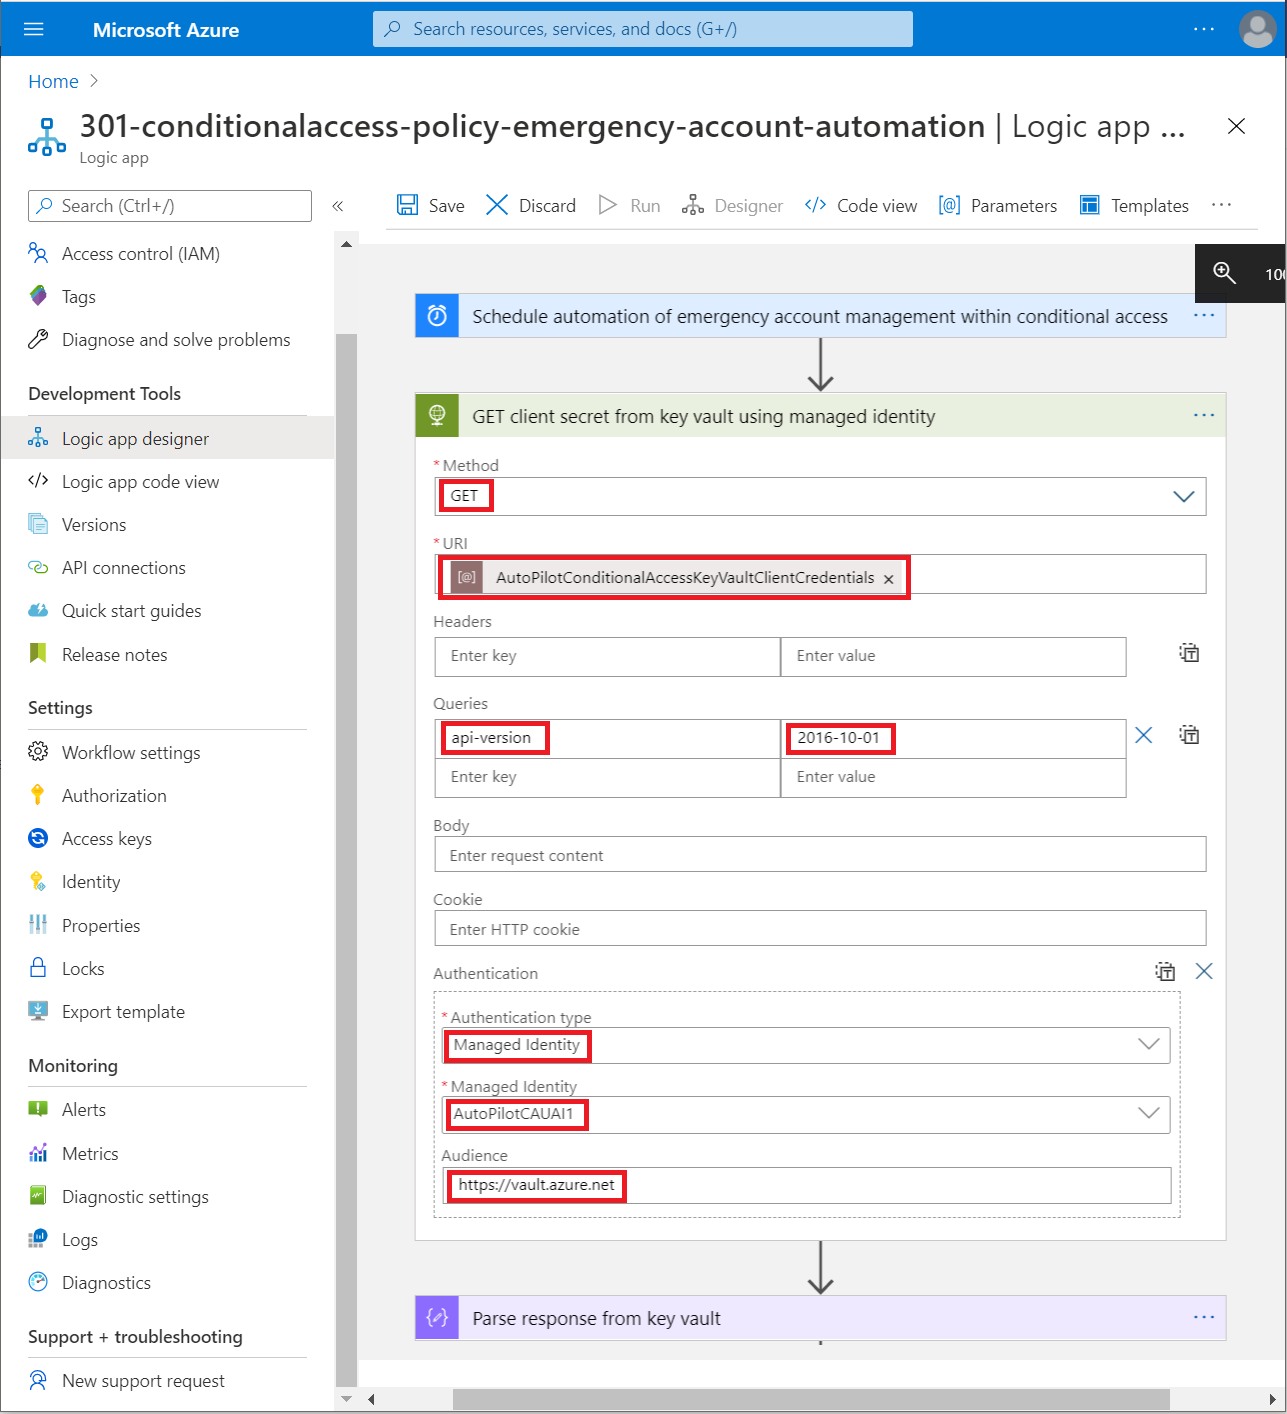 Microsoft Azure
Search resources, services, and docs (G+/)
Home
301-conditionalaccess-policy-emergency-account-automation | Logic app ...
Logic app
Search (Ctrl+/)
Save
Discard
Run
Designer
Code view
Parameters
Templates
Access control (IAM)
Tags
Diagnose and solve problems
Development Tools
Logic app designer
Logic app code view
Versions
API connections
Quick start guides
Release notes
Settings
Workflow settings
Authorization
Access keys
Identity
Properties
Locks
Export template
Monitoring
Alerts
Metrics
Diagnostic settings
Logs
Diagnostics
Support + troubleshooting
New support request
Schedule automation of emergency account management within conditional access
GET client secret from key vault using managed identity
* Method
GET
* URI
AutoPilotConditionalAccessKeyVaultClientCredentials
Headers
Enter key
Enter value
Queries
api-version
2016-10-01
Enter key
Enter value
Body
Enter request content
Cookie
Enter HTTP cookie
Authentication
* Authentication type
Managed Identity
* Managed Identity
AutoPilotCAUAI1
Audience
https://vault.azure.net
Parse response from key vault